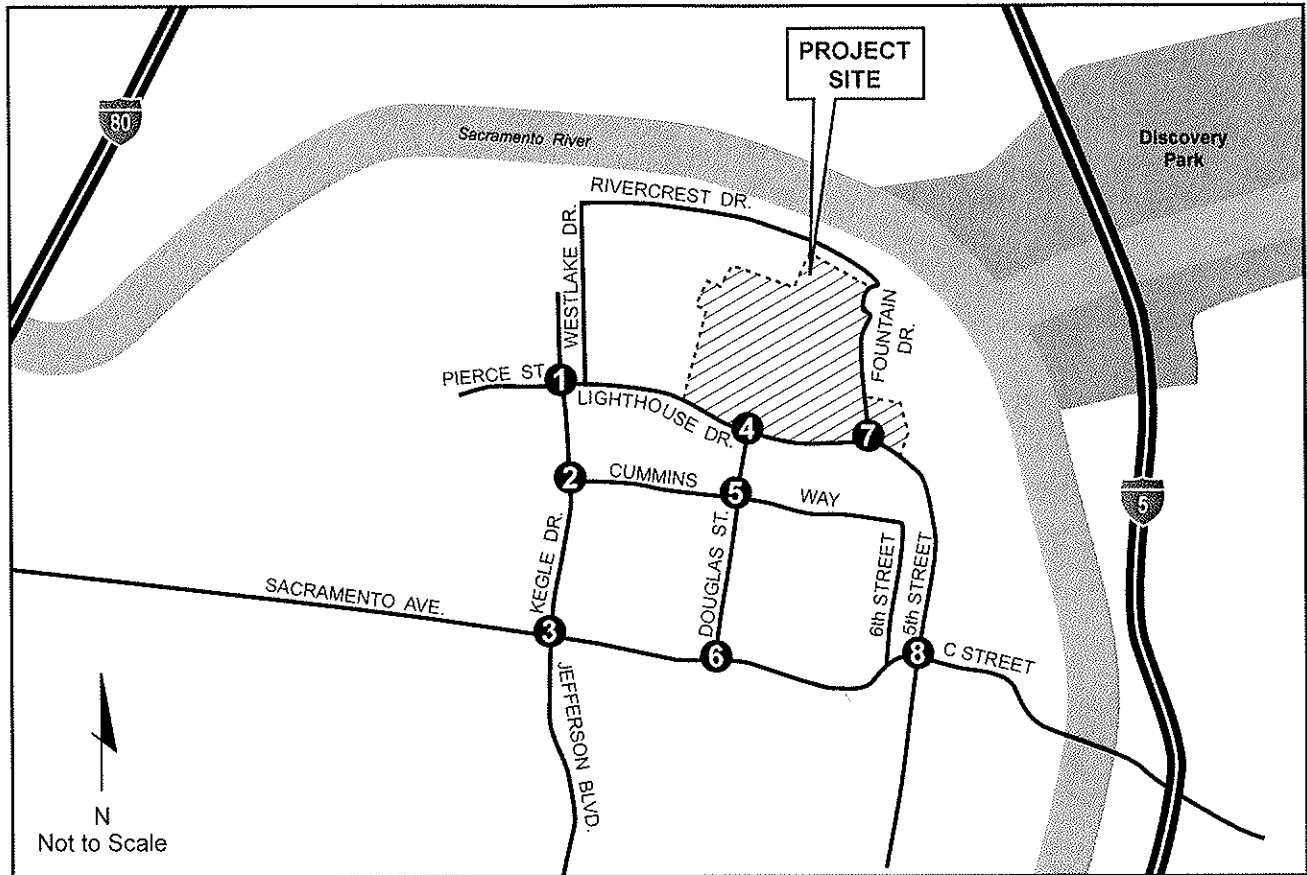 PROJECT
SITE
80
Sacramento River
Discovery
Park
RIVERCREST DR.
WESTLAKE DR.
FOUNTAIN
DR.
PIERCE ST.
1
LIGHTHOUSE DR.
4
7
2
CUMMINS
5
WAY
5
KEGLE DR.
DOUGLAS ST.
6th STREET
5th STREET
SACRAMENTO AVE.
3
6
8
C STREET
JEFFERSON BLVD.
N
Not to Scale